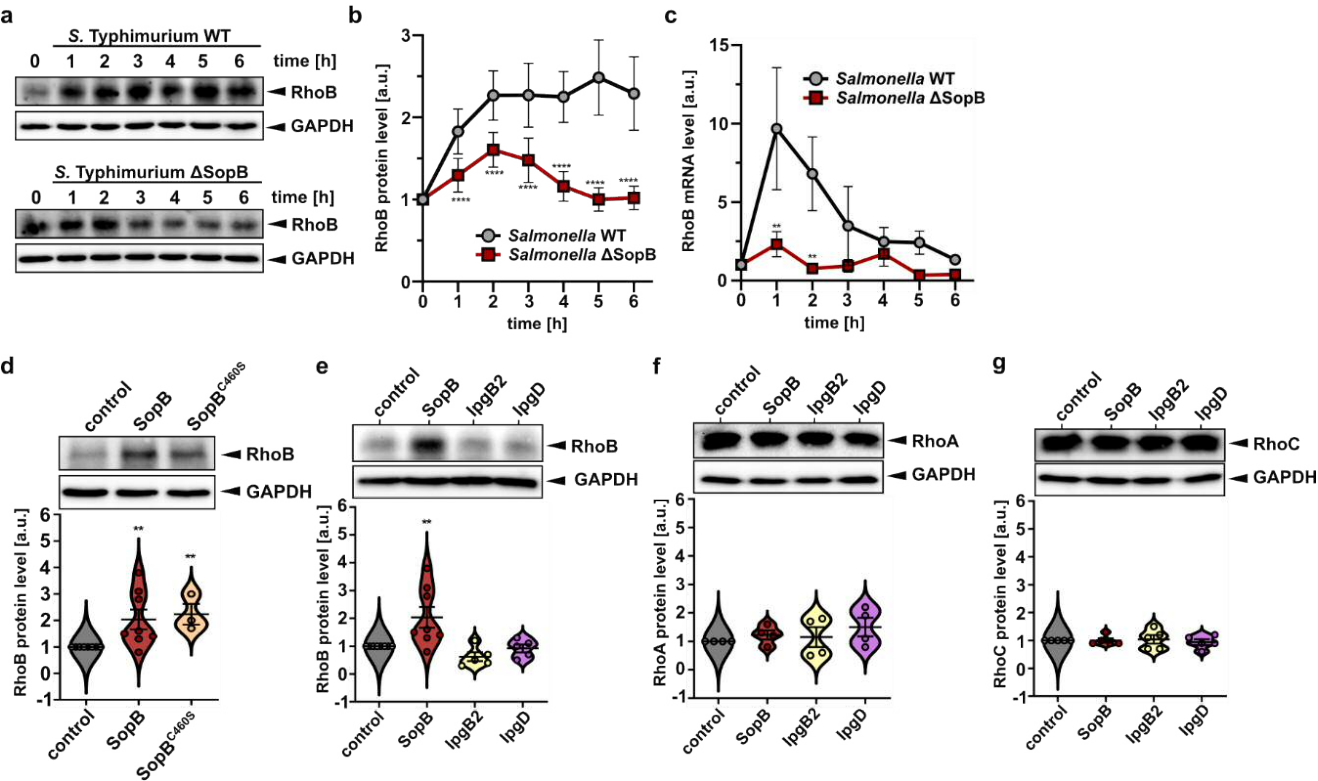 a
S. Typhimurium WT
0 1 2 3 4 5 6 time [h]
RhoB
GAPDH
S. Typhimurium ΔSopB
0 1 2 3 4 5 6 time [h]
RhoB
GAPDH
b
RhoB protein level [a.u.]
3
2
1
0
**** **** **** **** **** ****
Salmonella WT
Salmonella ΔSopB
0 1 2 3 4 5 6
time [h]
c
RhoB mRNA level [a.u.]
15
10
5
0
Salmonella WT
Salmonella ΔSopB
** **
0 1 2 3 4 5 6
time [h]
d
control SopB SopBC460S
RhoB
GAPDH
RhoB protein level [a.u.]
6
5
4
3
2
1
0
-1
** **
control SopB SopBC460S
e
control SopB IpgB2 IpgD
RhoB
GAPDH
RhoB protein level [a.u.]
6
5
4
3
2
1
0
-1
**
control SopB IpgB2 IpgD
f
control SopB IpgB2 IpgD
RhoA
GAPDH
RhoA protein level [a.u.]
6
5
4
3
2
1
0
-1
control SopB IpgB2 IpgD
g
control SopB IpgB2 IpgD
RhoC
GAPDH
RhoC protein level [a.u.]
6
5
4
3
2
1
0
-1
control SopB IpgB2 IpgD